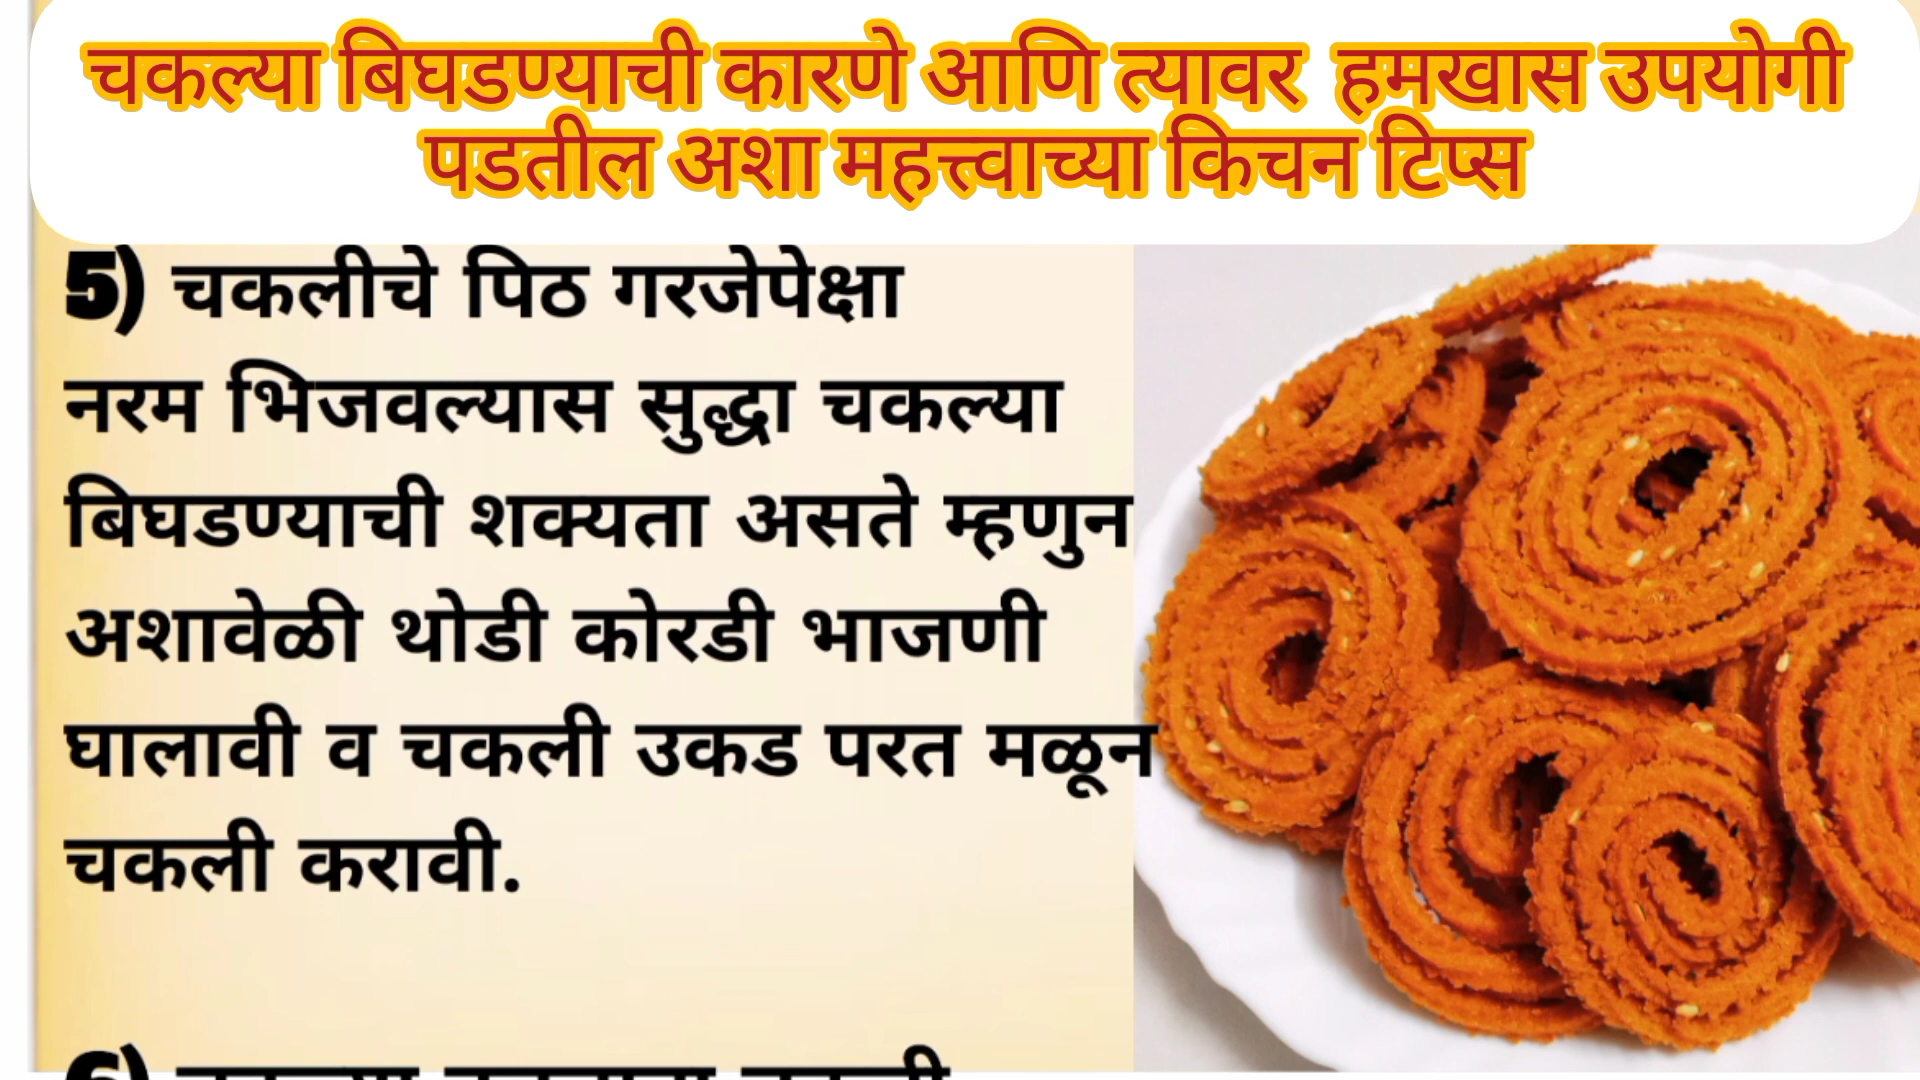 चकल्या बिघडण्याची कारणे आणि त्यावर हमखास उपयोगी
पडतील अशा महत्त्वाच्या किचन टिप्स
5) चकलीचे पिठ गरजेपेक्षा
नरम भिजवल्यास सुद्धा चकल्या
बिघडण्याची शक्यता असते म्हणुन
अशावेळी थोडी कोरडी भाजणी
घालावी व चकली उकड परत मळून
चकली करावी.
6)